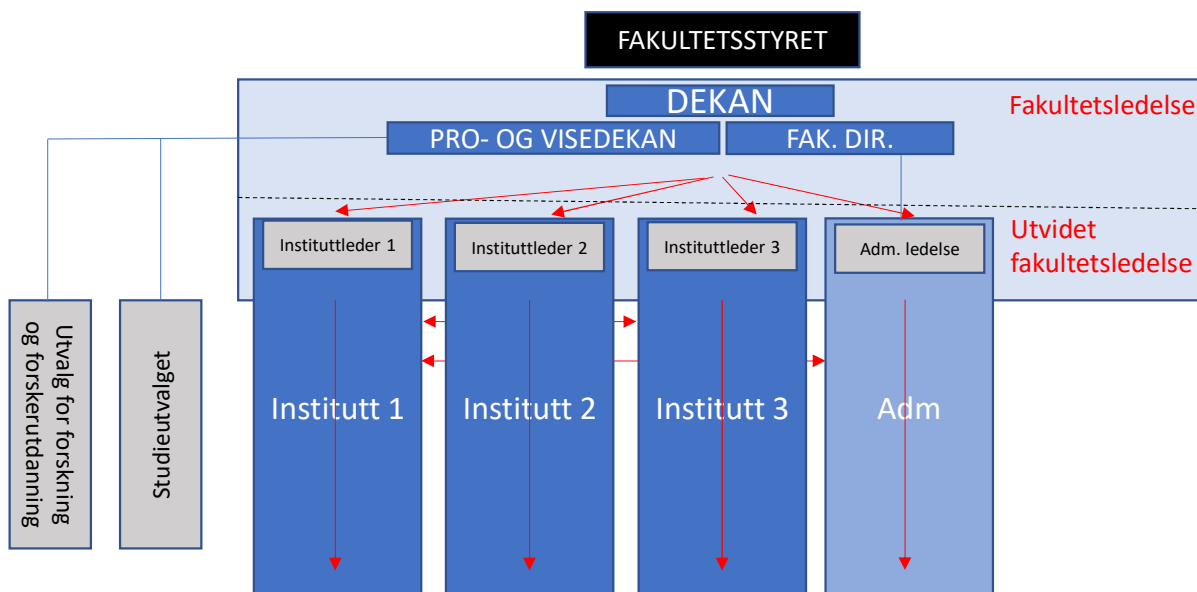 FAKULTETSSTYRET
DEKAN
Fakultetsledelse
PRO- OG VISEDEKAN
FAK. DIR.
Instituttleder 1
Instituttleder 2
Instituttleder 3
Adm. ledelse
Utvidet
fakultetsledelse
Utvalg for forskning
og forskerutdanning
Studieutvalget
Institutt 1
Institutt 2
Institutt 3
Adm